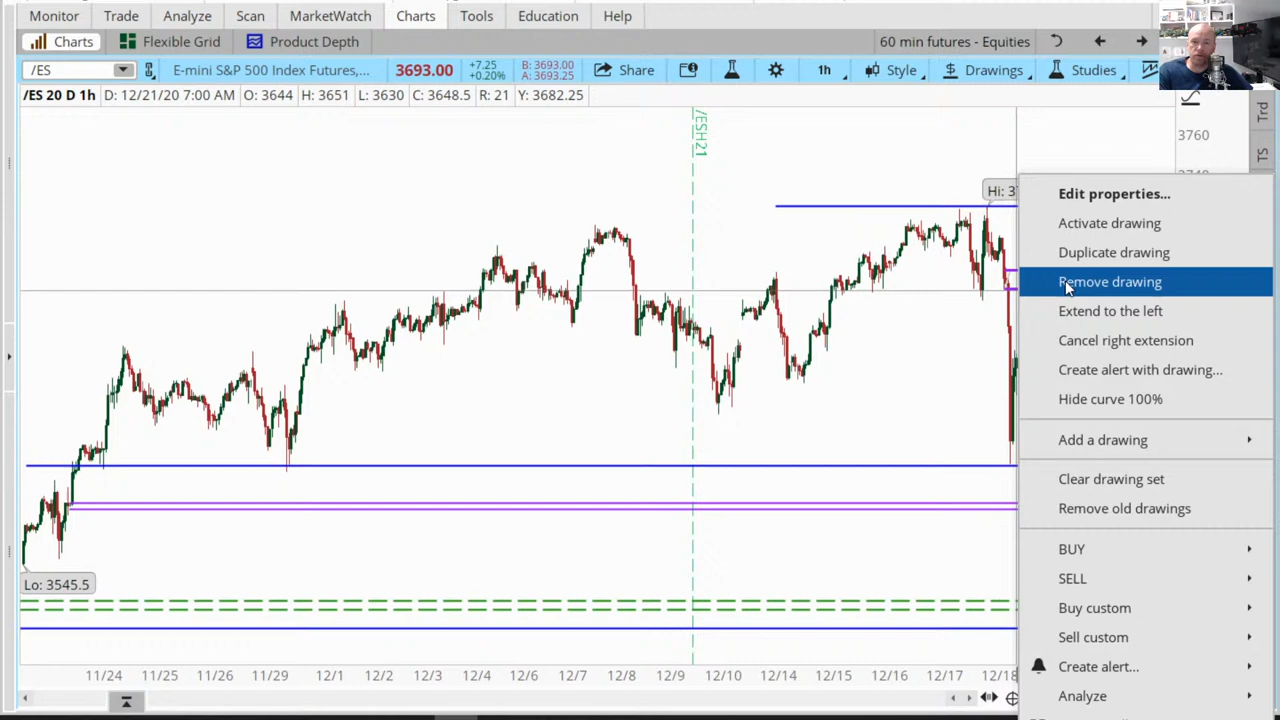 Monitor Trade Analyze Scan MarketWatch Charts Tools Education Help
Charts Flexible Grid Product Depth 60 min futures - Equities
/ES E-mini S&P 500 Index Futures,... 3693.00 +7.25 +0.20% B: 3693.00 A: 3693.25 Share 1h Style Drawings Studies
/ES 20 D 1h D: 12/21/20 7:00 AM O: 3644 H: 3651 L: 3630 C: 3648.5 R: 21 Y: 3682.25
Trd
TS
/ESH21
3760
Hi: 3
Edit properties...
Activate drawing
Duplicate drawing
Remove drawing
Extend to the left
Cancel right extension
Create alert with drawing...
Hide curve 100%
Add a drawing
Clear drawing set
Remove old drawings
BUY
SELL
Buy custom
Sell custom
Create alert...
Analyze
Lo: 3545.5
11/24 11/25 11/26 11/29 12/1 12/2 12/3 12/4 12/6 12/7 12/8 12/9 12/10 12/14 12/15 12/16 12/17 12/18